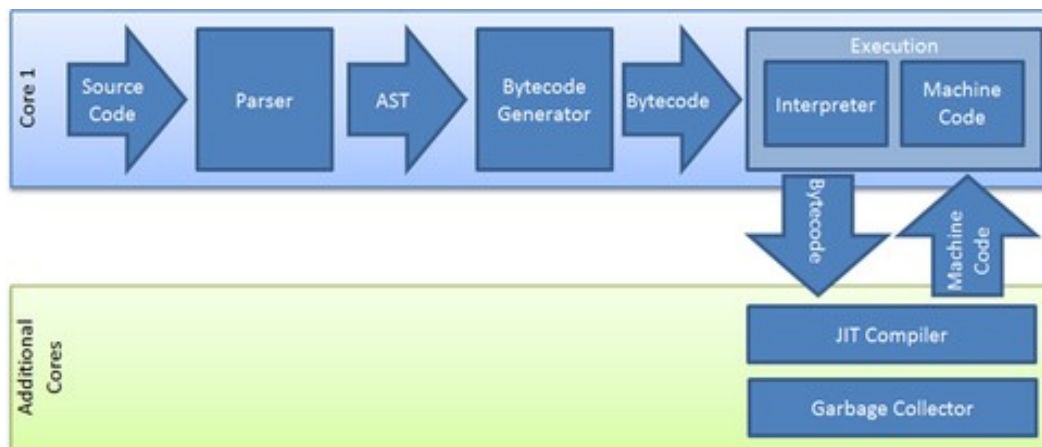 Core 1
Source
Code
Parser
AST
Bytecode
Generator
Bytecode
Execution
Interpreter
Machine
Code
Bytecode
Machine
Code
Additional
Cores
JIT Compiler
Garbage Collector